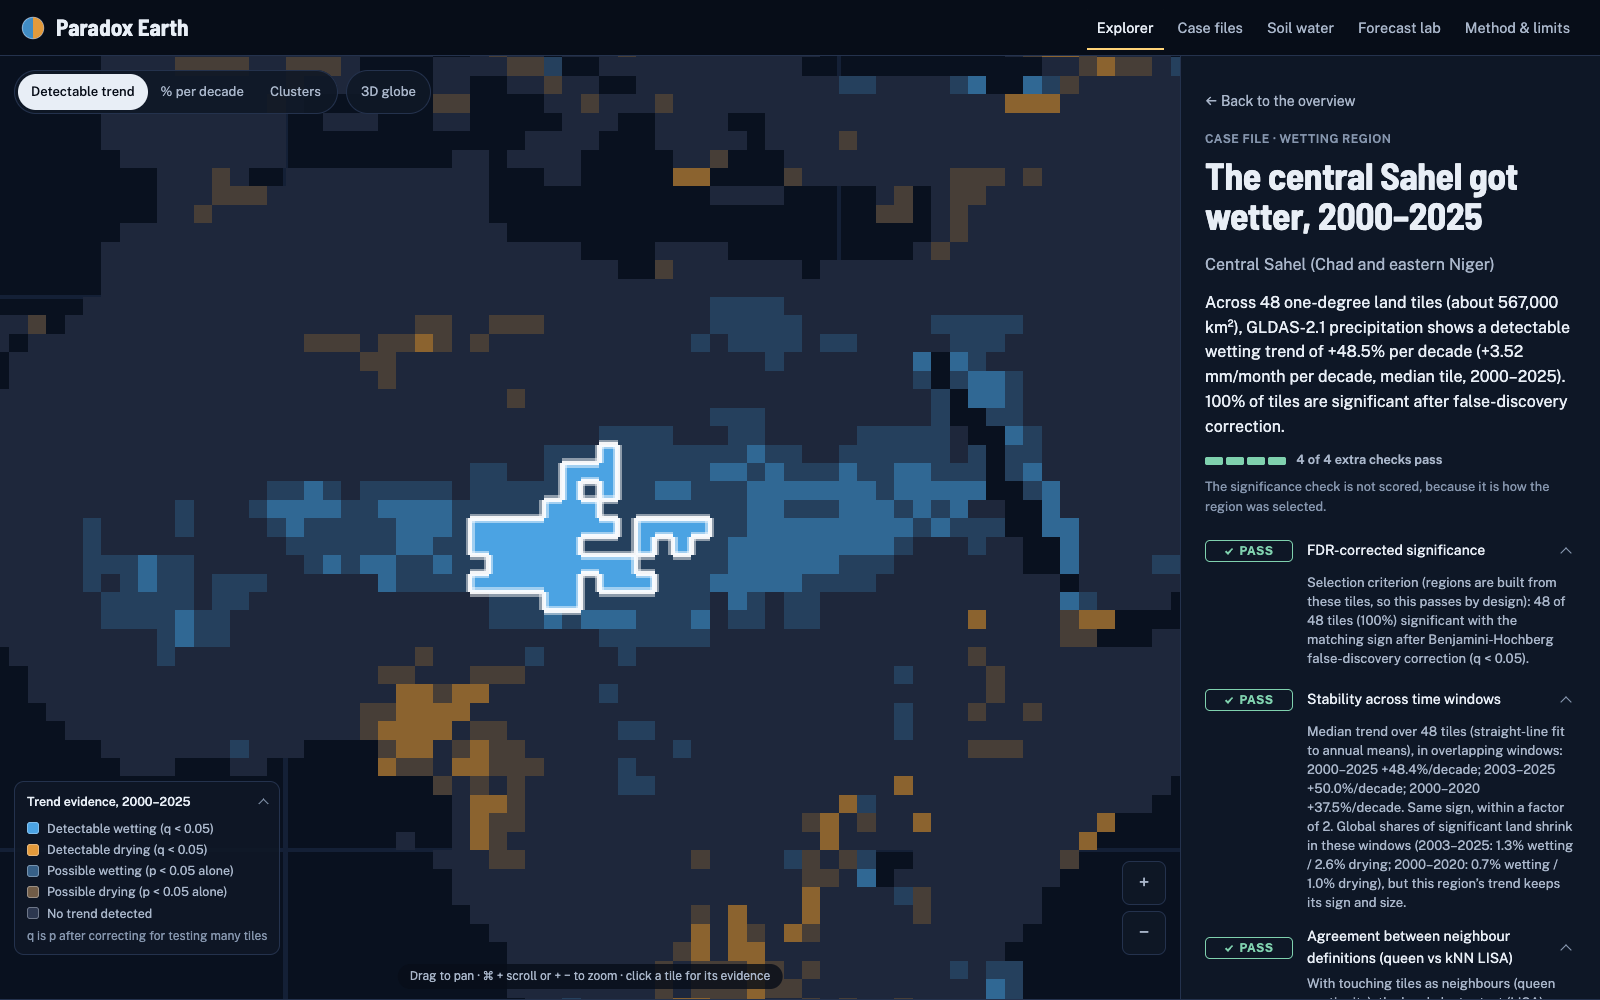 Paradox Earth
Explorer
Case files
Soil water
Forecast lab
Method & limits
Detectable trend
% per decade
Clusters
3D globe
← Back to the overview
CASE FILE · WETTING REGION
The central Sahel got
wetter, 2000–2025
Central Sahel (Chad and eastern Niger)
Across 48 one-degree land tiles (about 567,000
km²), GLDAS-2.1 precipitation shows a detectable
wetting trend of +48.5% per decade (+3.52
mm/month per decade, median tile, 2000–2025).
100% of tiles are significant after false-discovery
correction.
4 of 4 extra checks pass
The significance check is not scored, because it is how the
region was selected.
✓ PASS
FDR-corrected significance
Selection criterion (regions are built from
these tiles, so this passes by design): 48 of
48 tiles (100%) significant with the
matching sign after Benjamini-Hochberg
false-discovery correction (q < 0.05).
✓ PASS
Stability across time windows
Median trend over 48 tiles (straight-line fit
to annual means), in overlapping windows:
2000–2025 +48.4%/decade; 2003–2025
+50.0%/decade; 2000–2020
+37.5%/decade. Same sign, within a factor
of 2. Global shares of significant land shrink
in these windows (2003–2025: 1.3% wetting
/ 2.6% drying; 2000–2020: 0.7% wetting /
1.0% drying), but this region's trend keeps
its sign and size.
✓ PASS
Agreement between neighbour
definitions (queen vs kNN LISA)
With touching tiles as neighbours (queen
Trend evidence, 2000–2025
Detectable wetting (q < 0.05)
Detectable drying (q < 0.05)
Possible wetting (p < 0.05 alone)
Possible drying (p < 0.05 alone)
No trend detected
q is p after correcting for testing many tiles
+
−
Drag to pan · ⌘ + scroll or + − to zoom · click a tile for its evidence